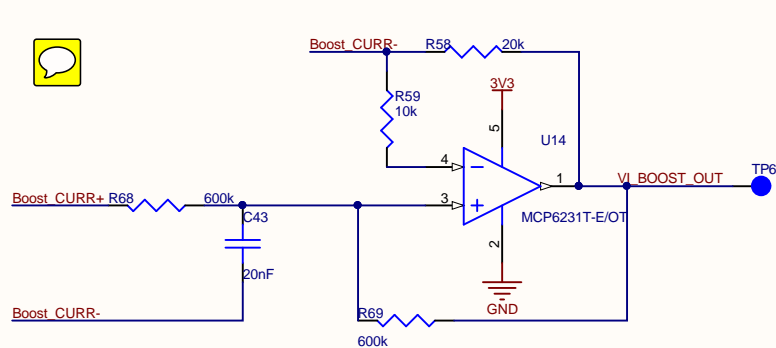 Boost_CURR-
R58
20k
3V3
R59
10k
5
U14
4
1
VI_BOOST_OUT
TP6
Boost_CURR+
R68
600k
3
MCP6231T-E/OT
C43
2
20nF
GND
Boost_CURR-
R69
600k